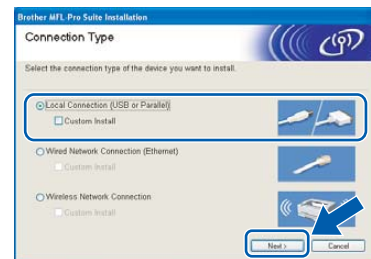 Brother MFL-Pro Suite Installation
Connection Type
Select the connection type of the device you want to install.
Local Connection (USB or Parallel)
Custom Install
Wired Network Connection (Ethernet)
Custom Install
Wireless Network Connection
Custom Install
Next >
Cancel